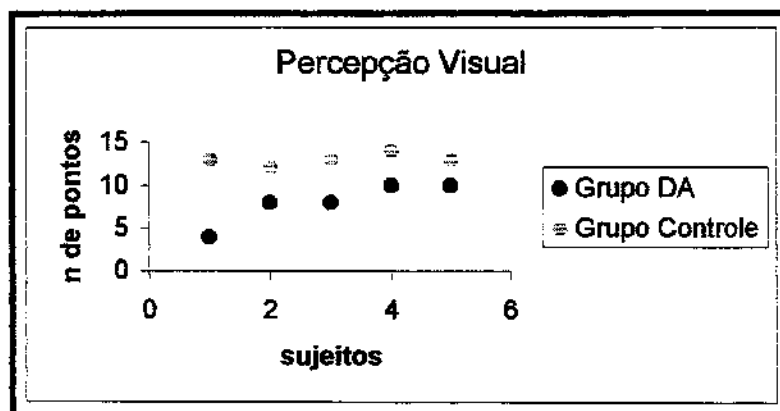 Percepção Visual
n de pontos
15
10
5
0
0 2 4 6
sujeitos
Grupo DA
Grupo Controle